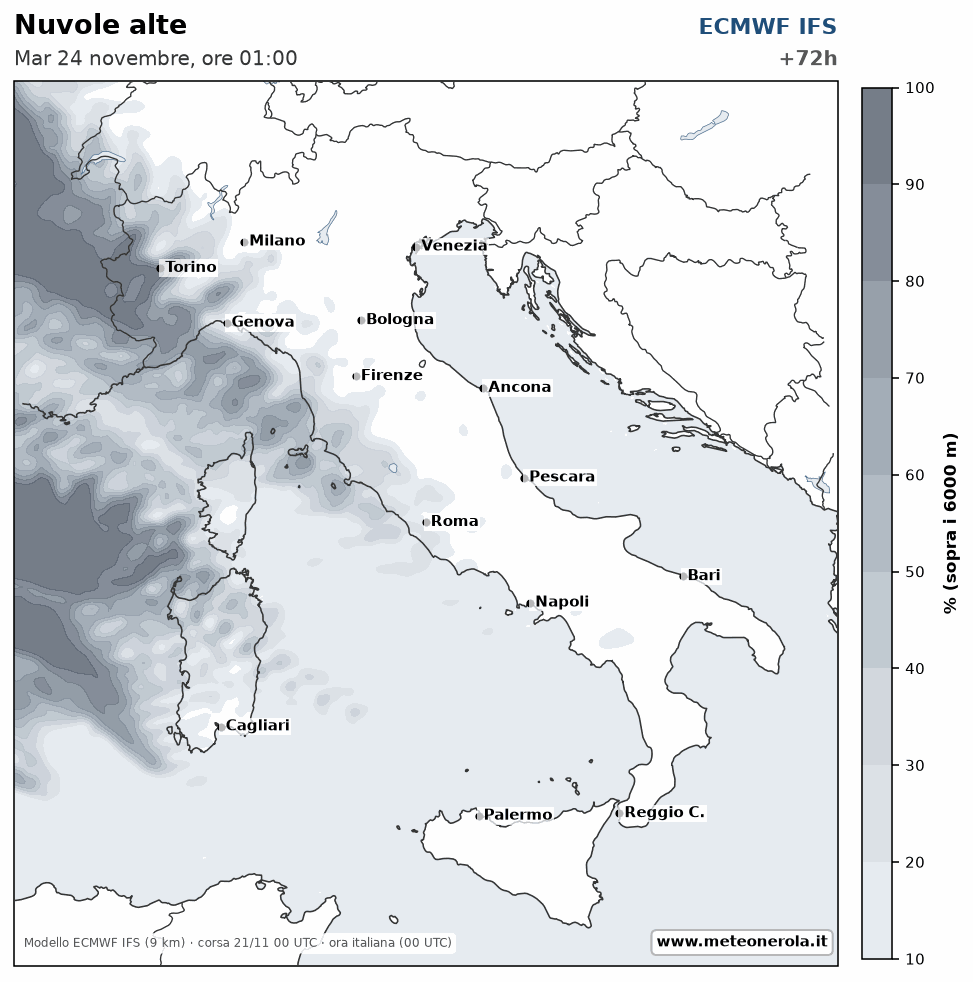 Nuvole alte
ECMWF IFS
Mar 24 novembre, ore 01:00
+72h
Milano
Venezia
Torino
Genova
Bologna
Firenze
Ancona
Pescara
Roma
Bari
Napoli
Cagliari
Palermo
Reggio C.
Modello ECMWF IFS (9 km) · corsa 21/11 00 UTC · ora italiana (00 UTC)
www.meteonerola.it
100
90
80
70
60
50
40
30
20
10
% (sopra i 6000 m)